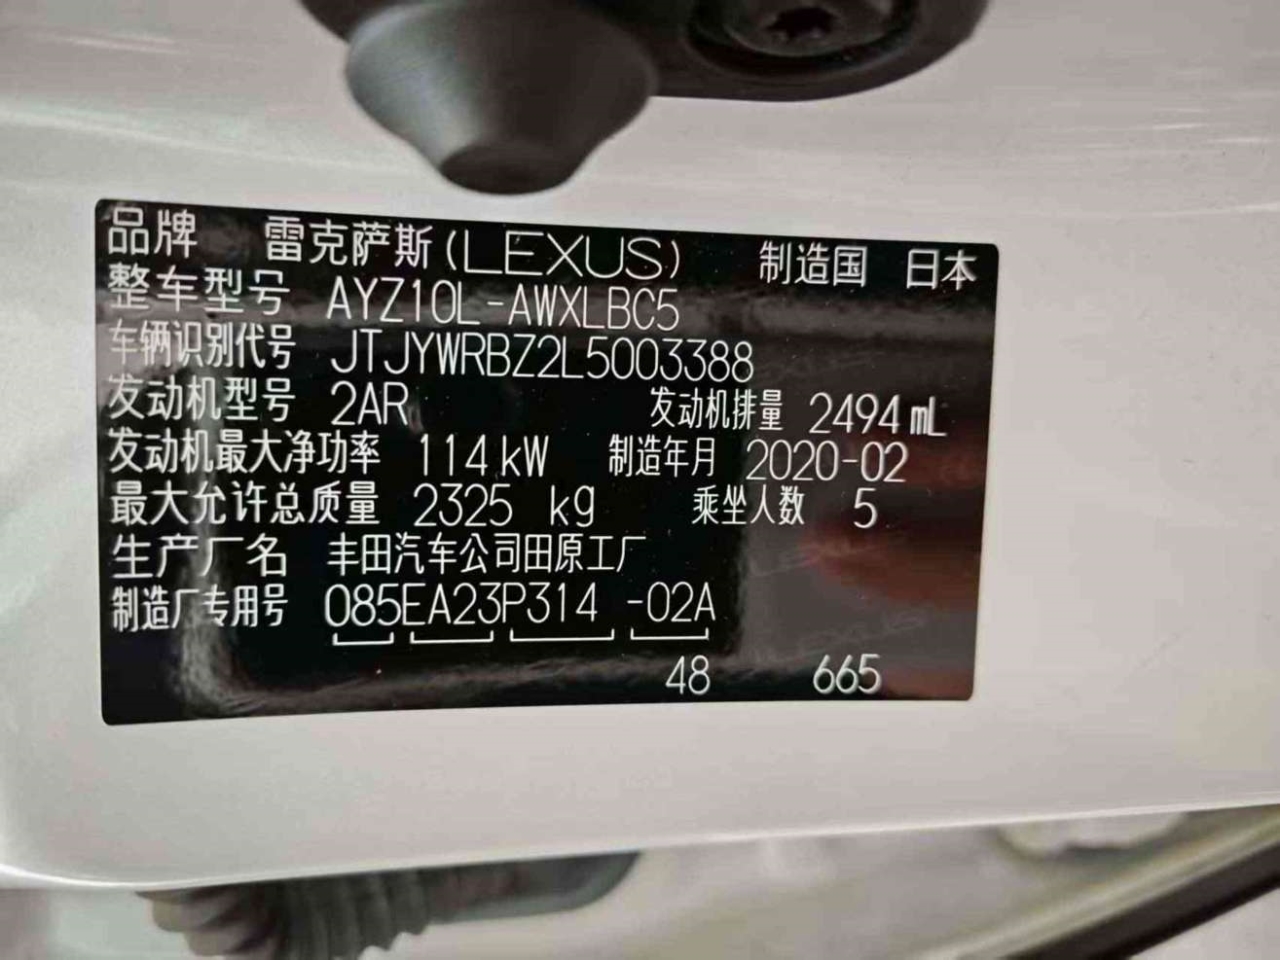 品牌 雷克萨斯(LEXUS) 制造国 日本
整车型号 AYZ10L-AWXLBC5
车辆识别代号 JTJYWRBZ2L5003388
发动机型号 2AR 发动机排量 2494mL
发动机最大净功率 114kW 制造年月 2020-02
最大允许总质量 2325 kg 乘坐人数 5
生产厂名 丰田汽车公司田原工厂
制造厂专用号 085EA23P314 -02A
48 665